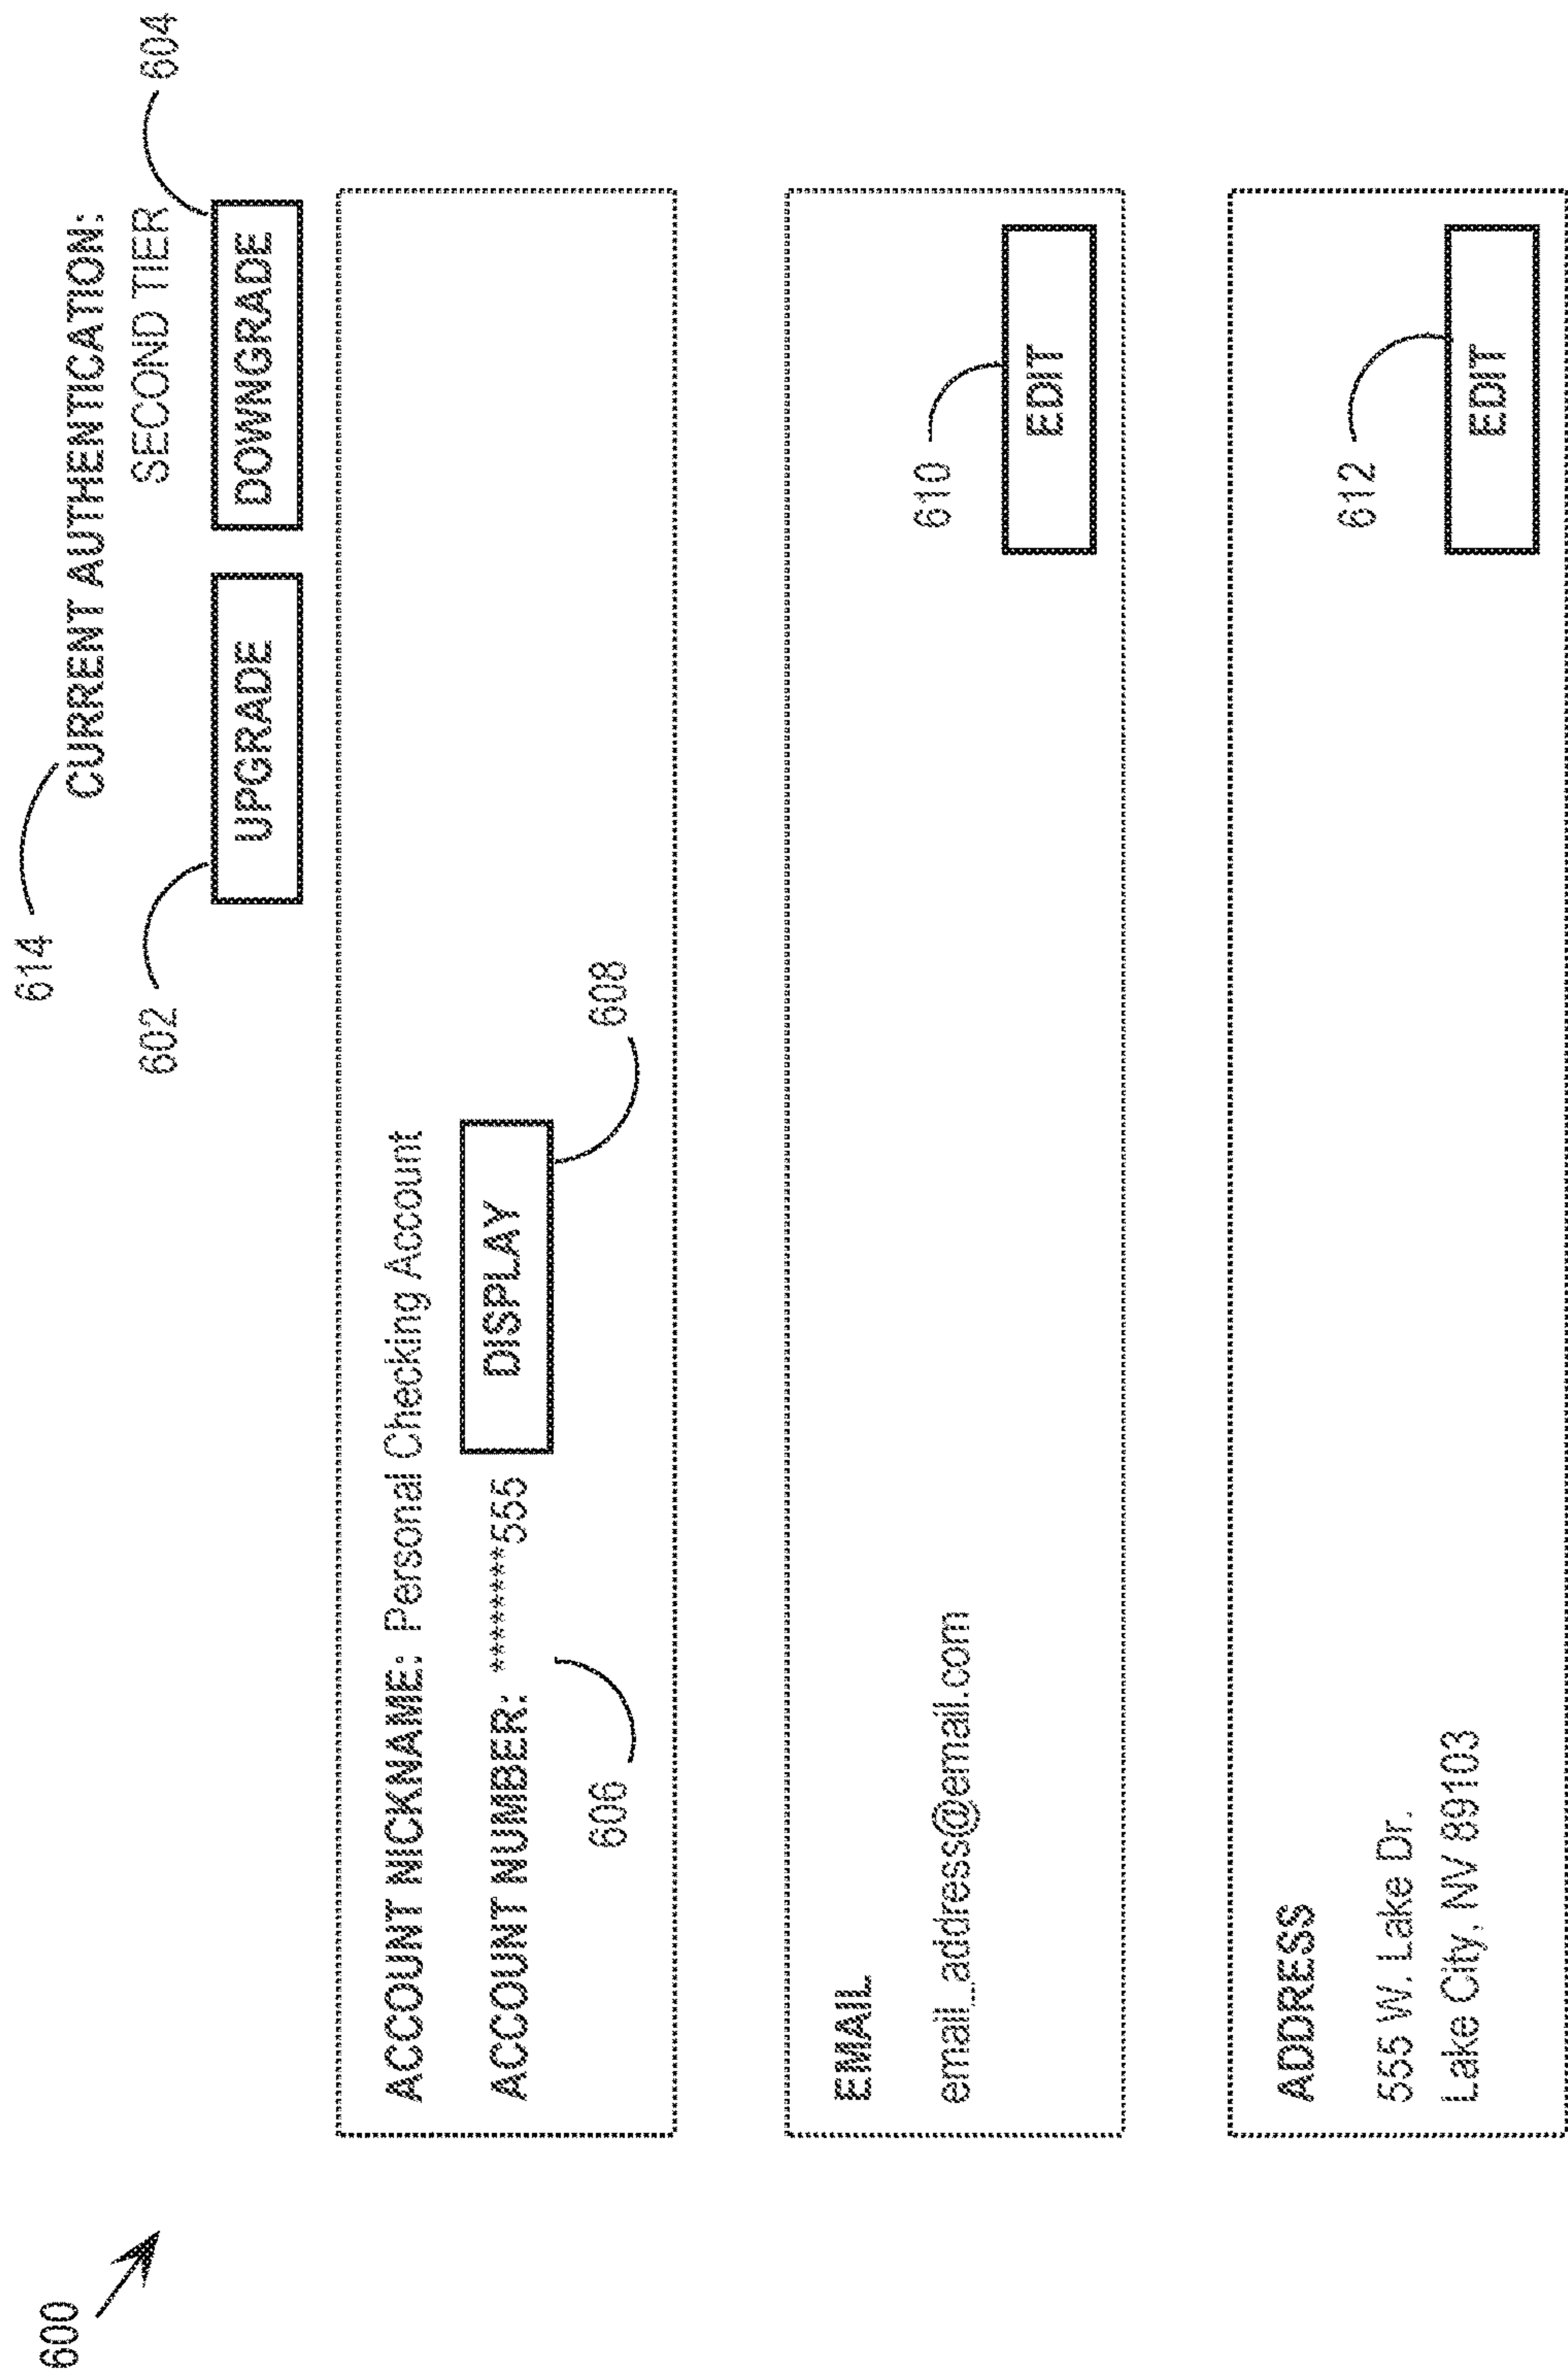 600
614
CURRENT AUTHENTICATION:
SECOND TIER
602
604
UPGRADE
DOWNGRADE
ACCOUNT NICKNAME: Personal Checking Account
ACCOUNT NUMBER: ********555
DISPLAY
606
608
EMAIL
email_address@email.com
610
EDIT
ADDRESS
555 W. Lake Dr.
Lake City, NV 89103
612
EDIT